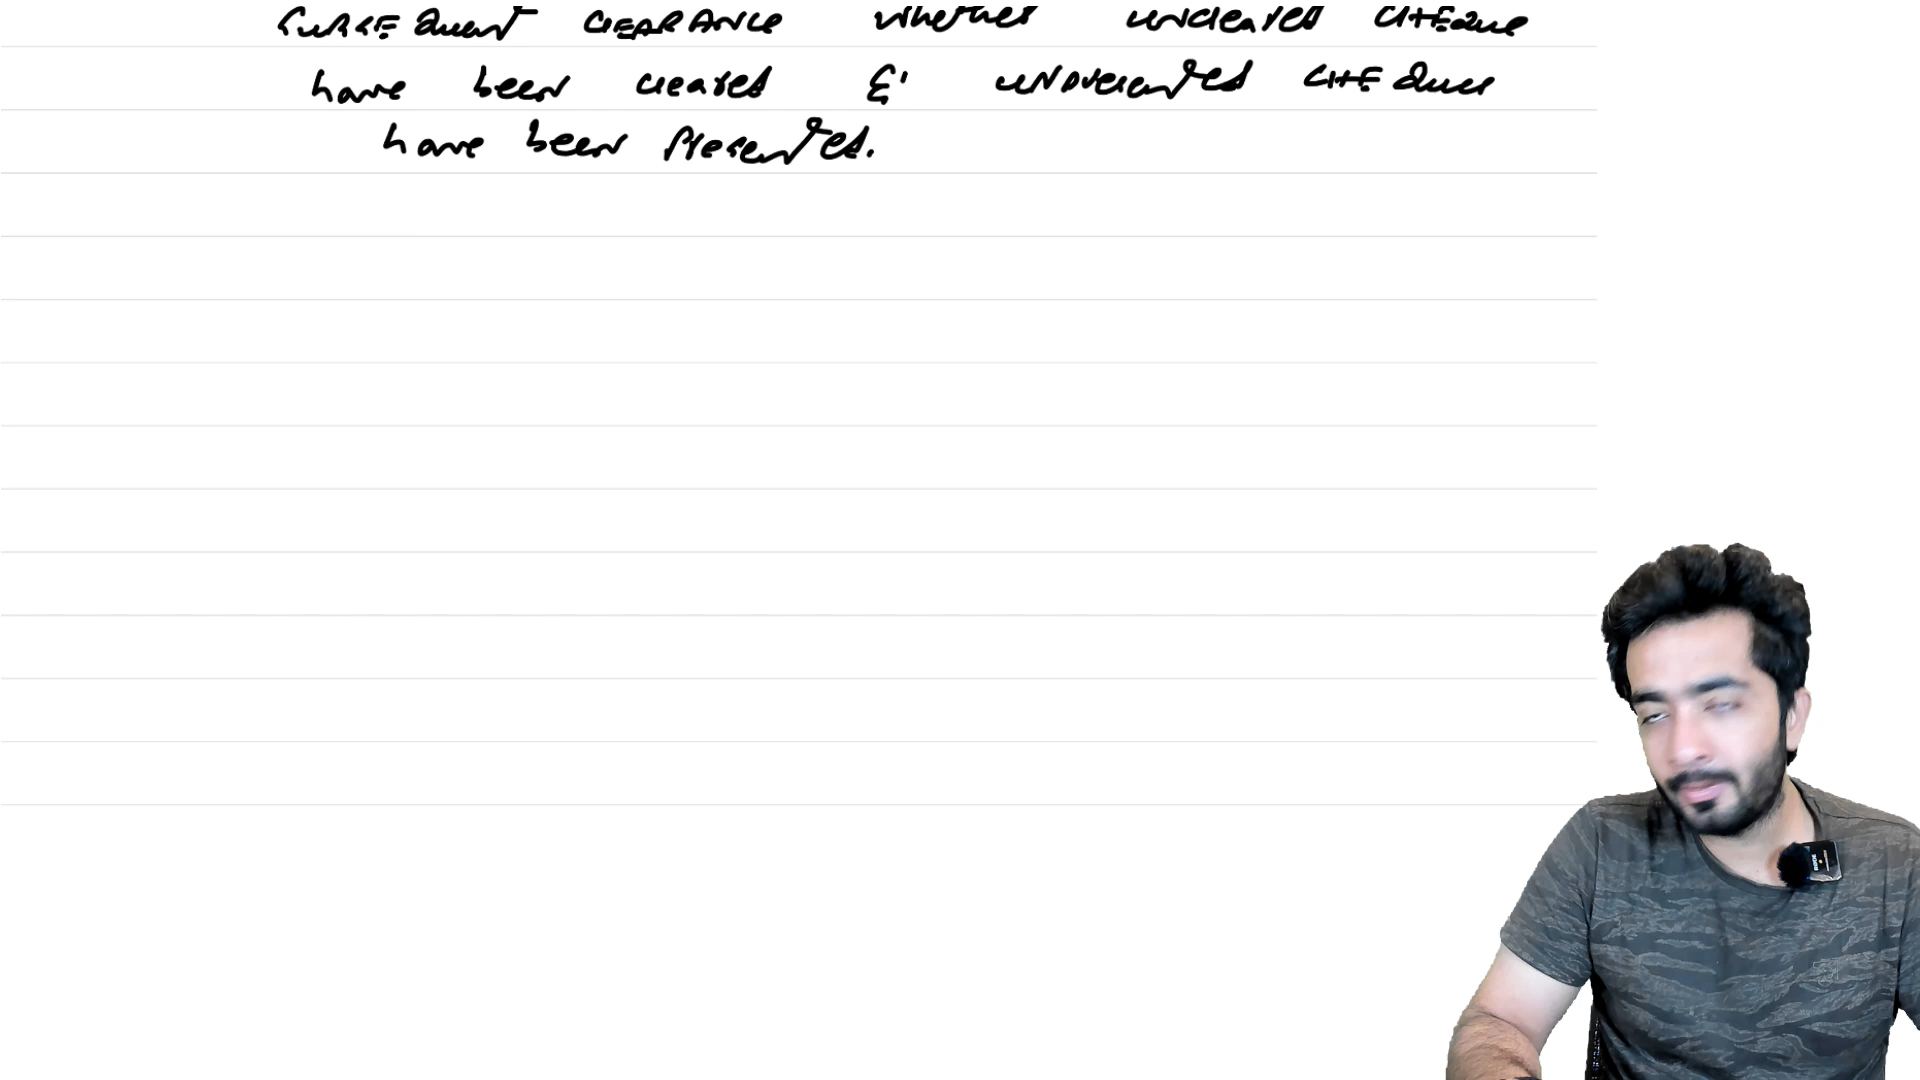 Subsequent CLEARANCE whether uncleared CHEque
have been cleared & unpresented CHEques
have been Presented.